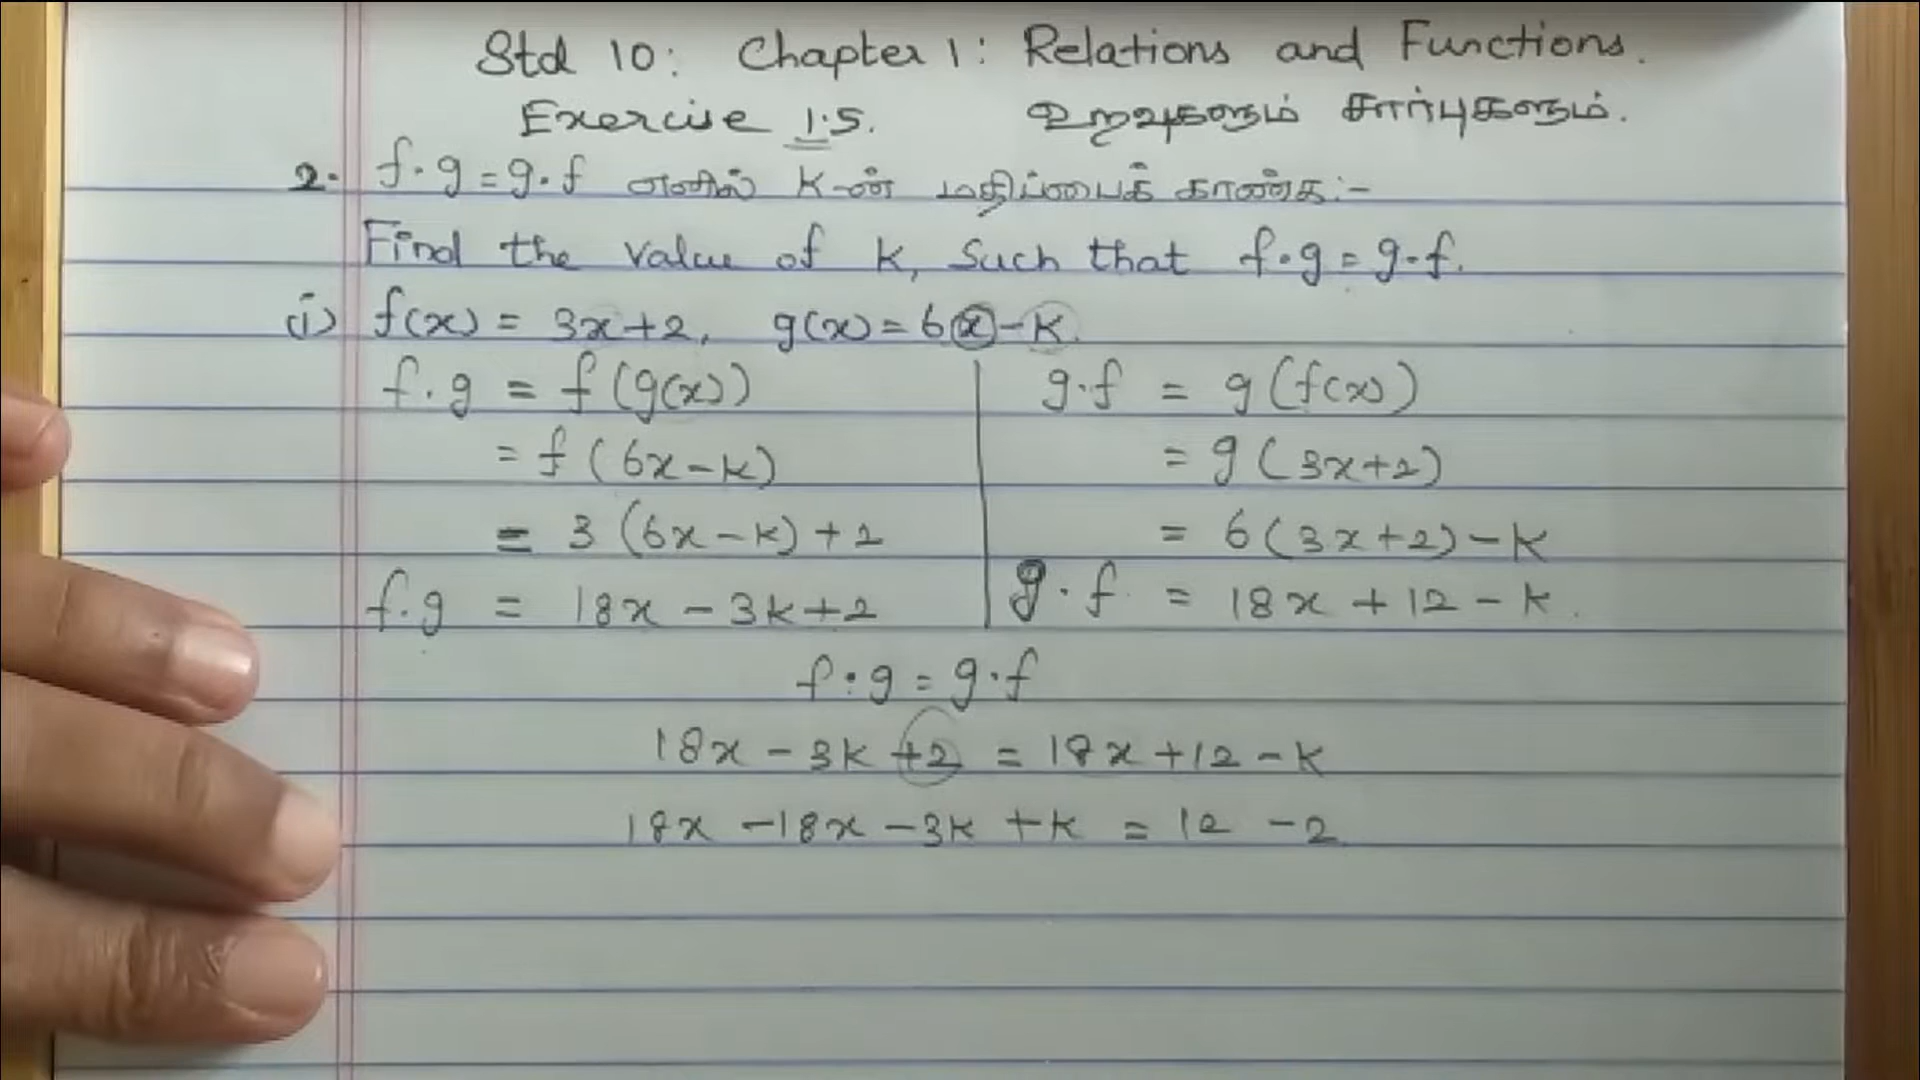 Std 10: Chapter 1: Relations and Functions.
Exercise 1.5. உறவுகளும் சார்புகளும்.
2. f·g = g·f எனில் K-ன் மதிப்பைக் காண்க:-
Find the value of k, Such that f·g = g·f.
(i) f(x) = 3x+2, g(x) = 6x-k.
f·g = f(g(x)) g·f = g(f(x))
= f(6x-k) = g(3x+2)
= 3(6x-k)+2 = 6(3x+2)-k
f·g = 18x-3k+2 g·f = 18x+12-k.
f·g = g·f
18x-3k+2 = 18x+12-k
18x-18x-3k+k = 12-2